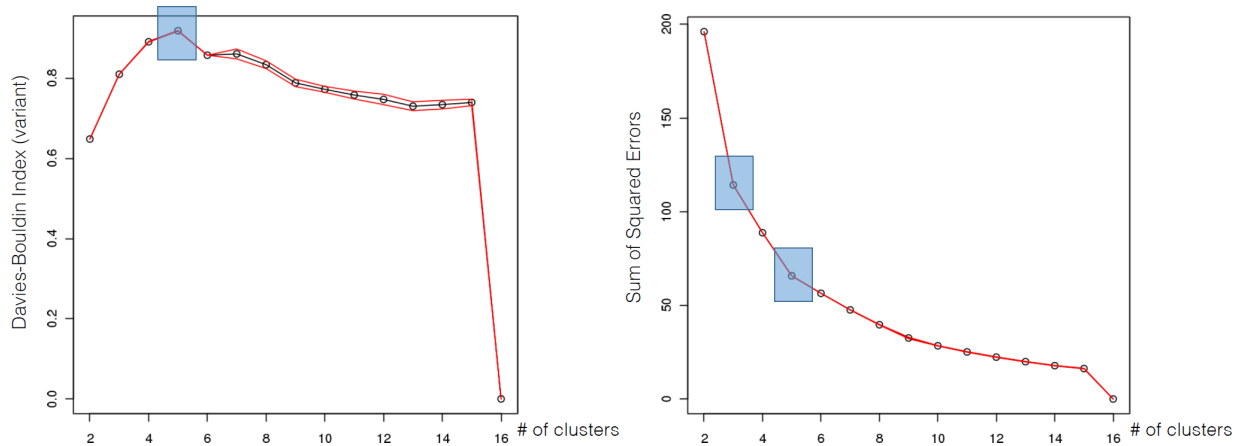 Davies-Bouldin Index (variant)
0.8
0.6
0.4
0.2
0.0
2 4 6 8 10 12 14 16
# of clusters
Sum of Squared Errors
200
150
100
50
0
2 4 6 8 10 12 14 16
# of clusters